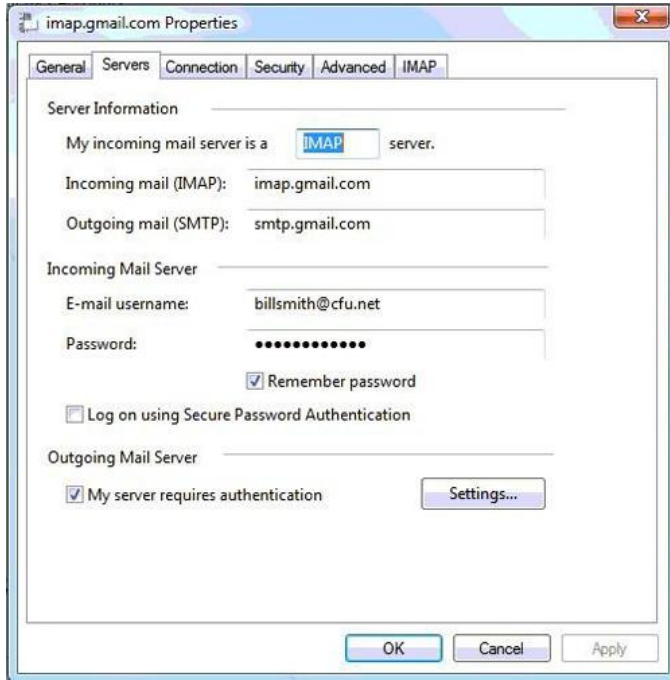 imap.gmail.com Properties
General Servers Connection Security Advanced IMAP
Server Information
My incoming mail server is a IMAP server.
Incoming mail (IMAP): imap.gmail.com
Outgoing mail (SMTP): smtp.gmail.com
Incoming Mail Server
E-mail username: billsmith@cfu.net
Password: ••••••••••••
Remember password
Log on using Secure Password Authentication
Outgoing Mail Server
My server requires authentication Settings...
OK Cancel Apply